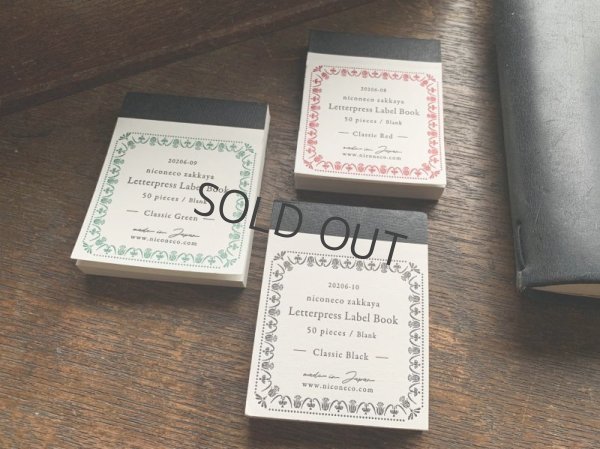 20206-08
niconeco zakkaya
Letterpress Label Book
50 pieces / Blank
Classic Red
made in Japan
www.niconeco.com
20206-09
niconeco zakkaya
Letterpress Label Book
50 pieces / Blank
Classic Green
made in Japan
www.niconeco.com
SOLD OUT
20206-10
niconeco zakkaya
Letterpress Label Book
50 pieces / Blank
Classic Black
made in Japan
www.niconeco.com